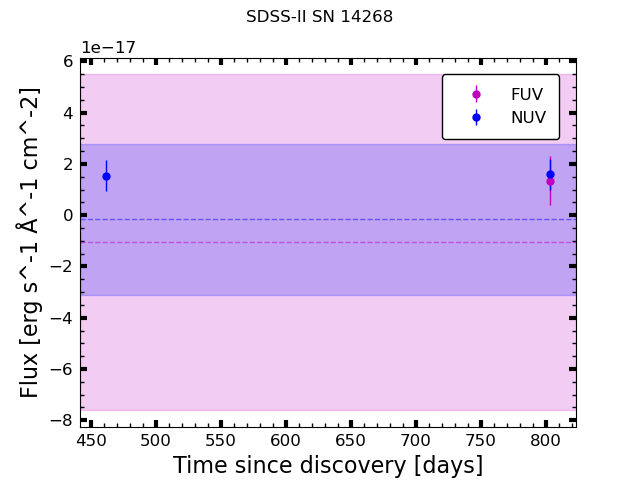 SDSS-II SN 14268
1e−17
6
4
2
0
−2
−4
−6
−8
Flux [erg s^-1 Å^-1 cm^-2]
FUV
NUV
450 500 550 600 650 700 750 800
Time since discovery [days]